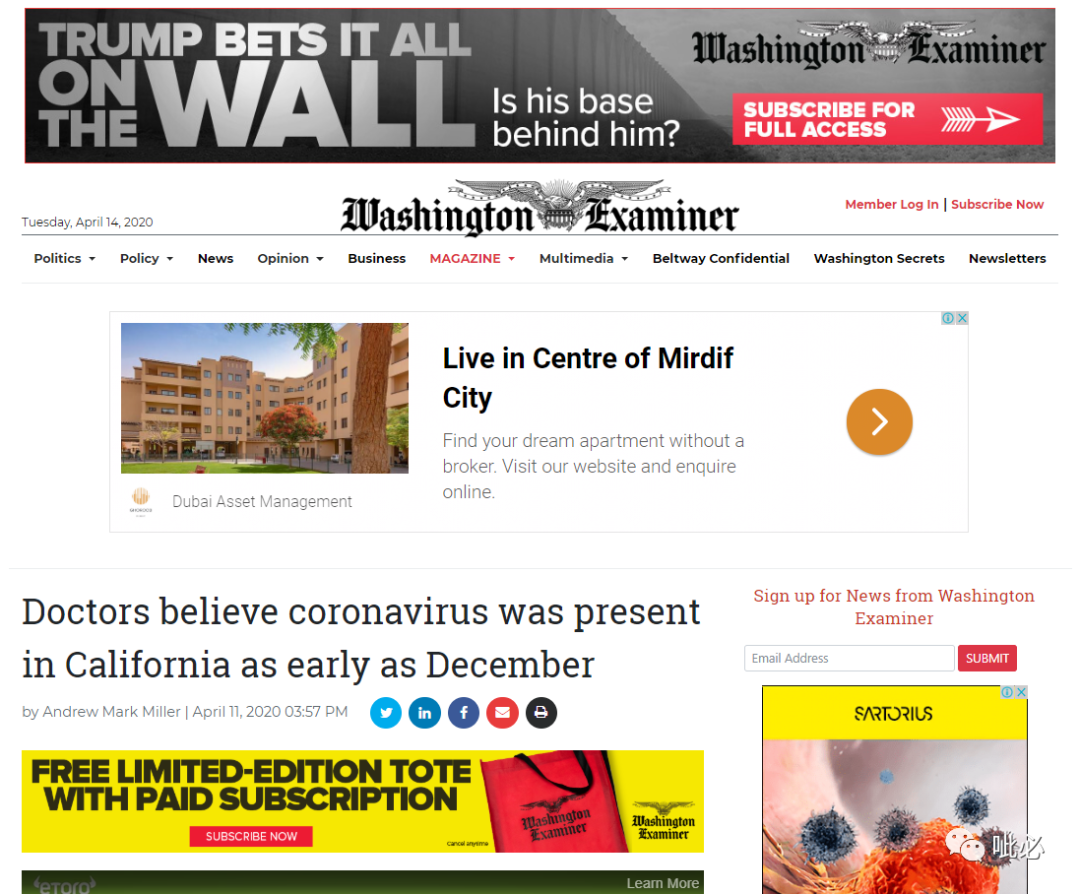 TRUMP BETS IT ALL
ON
THE
WALL
Is his base
behind him?
Washington Examiner
SUBSCRIBE FOR
FULL ACCESS
Tuesday, April 14, 2020
Washington Examiner
Member Log In | Subscribe Now
Politics Policy News Opinion Business MAGAZINE Multimedia Beltway Confidential Washington Secrets Newsletters
Live in Centre of Mirdif
City
Find your dream apartment without a
broker. Visit our website and enquire
online.
Dubai Asset Management
Doctors believe coronavirus was present
in California as early as December
by Andrew Mark Miller | April 11, 2020 03:57 PM
Sign up for News from Washington
Examiner
Email Address
SUBMIT
SARTORIUS
FREE LIMITED-EDITION TOTE
WITH PAID SUBSCRIPTION
SUBSCRIBE NOW
Cancel anytime
Washington
Examiner
Washington
Examiner
呲必
eTORO
Learn More